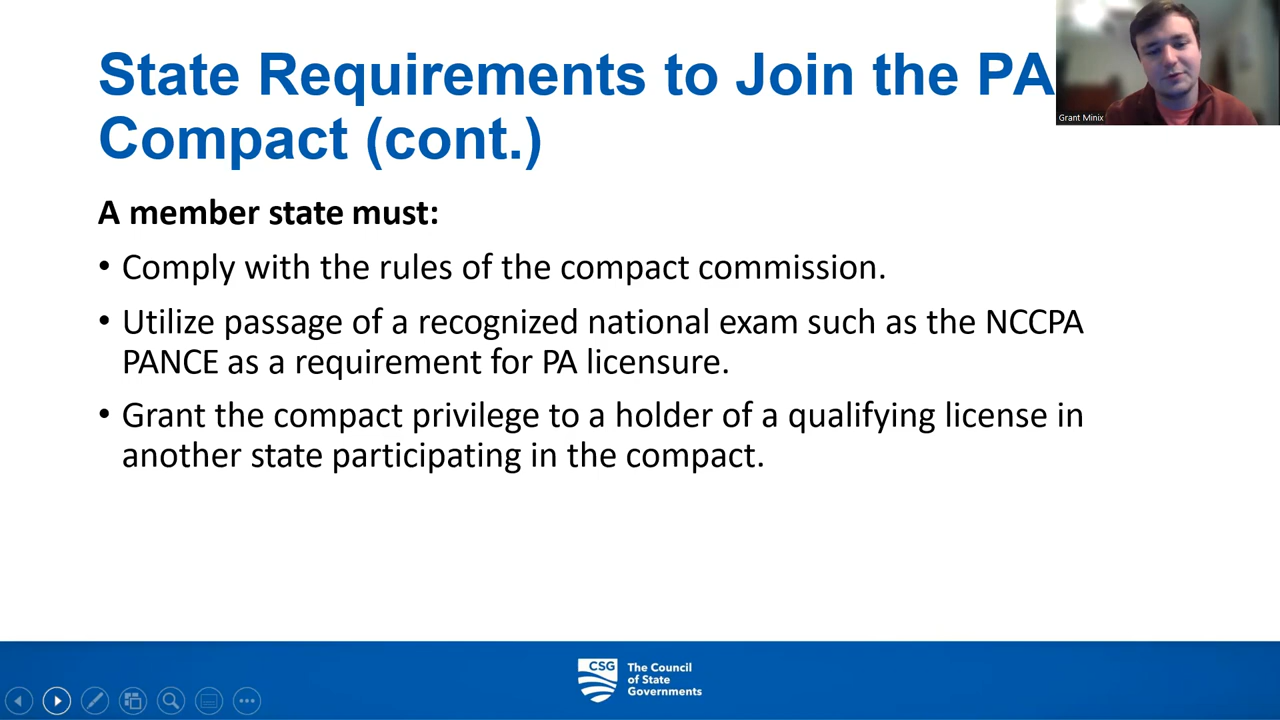 State Requirements to Join the PA
Compact (cont.)
Grant Minix
A member state must:
• Comply with the rules of the compact commission.
• Utilize passage of a recognized national exam such as the NCCPA
PANCE as a requirement for PA licensure.
• Grant the compact privilege to a holder of a qualifying license in
another state participating in the compact.
CSG
The Council
of State
Governments